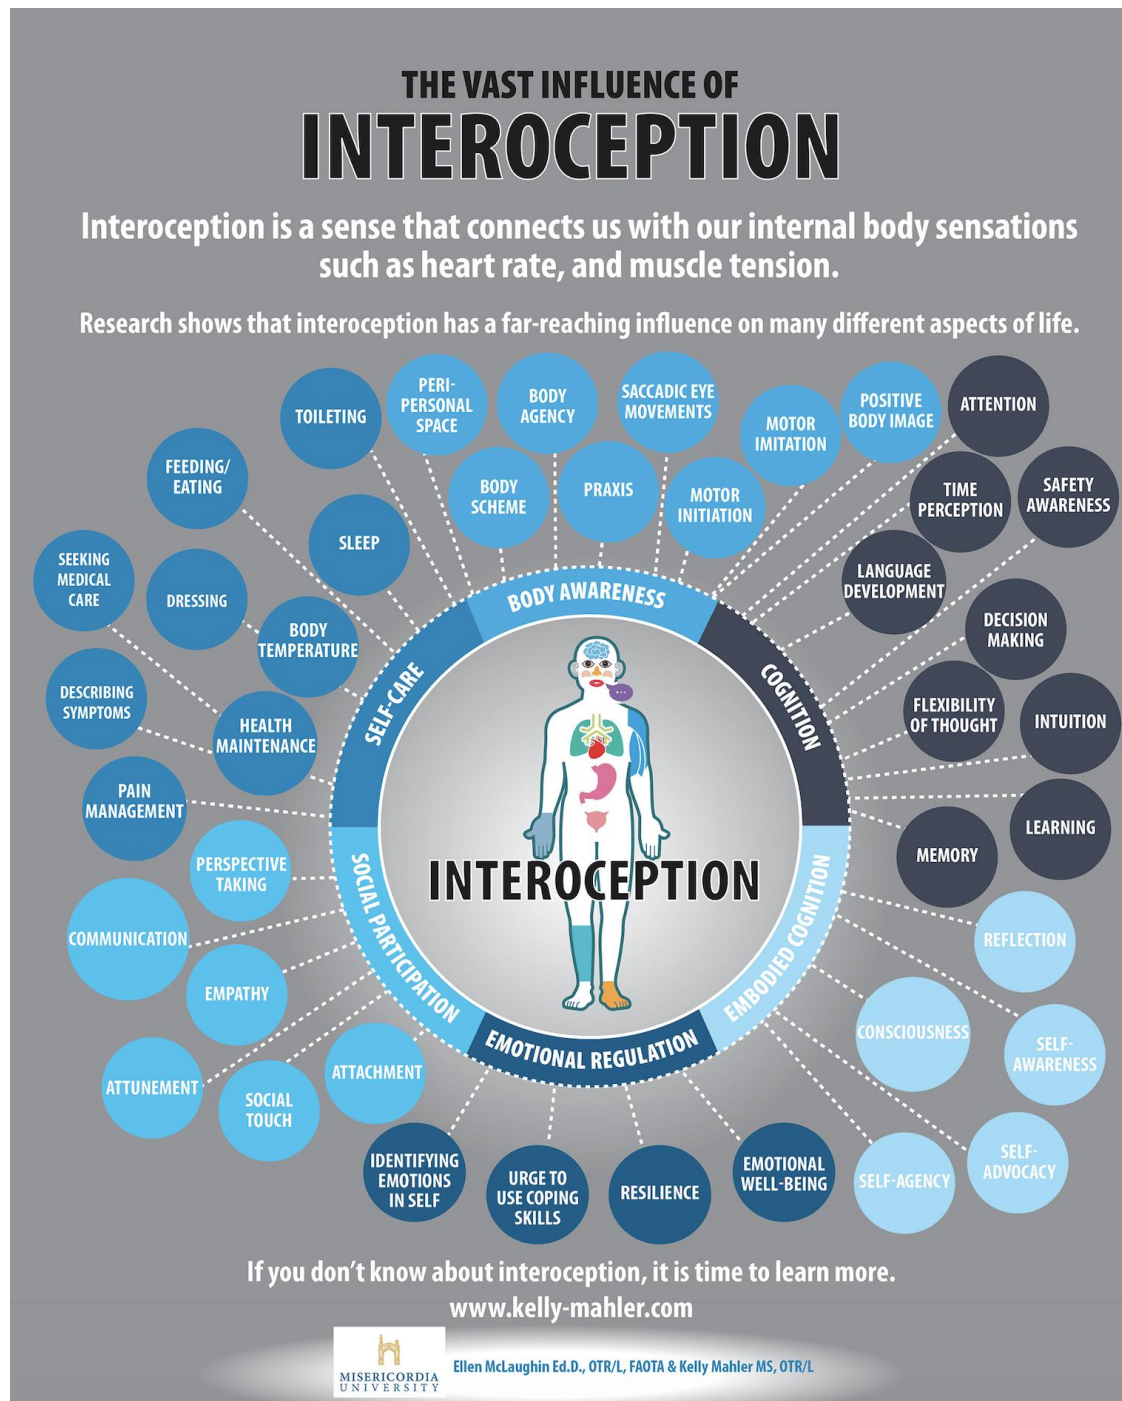 THE VAST INFLUENCE OF
INTEROCEPTION
Interoception is a sense that connects us with our internal body sensations
such as heart rate, and muscle tension.
Research shows that interoception has a far-reaching influence on many different aspects of life.
TOILETING
PERI-
PERSONAL
SPACE
BODY
AGENCY
SACCADIC EYE
MOVEMENTS
MOTOR
IMITATION
POSITIVE
BODY IMAGE
ATTENTION
FEEDING/
EATING
BODY
SCHEME
PRAXIS
MOTOR
INITIATION
TIME
PERCEPTION
SAFETY
AWARENESS
SLEEP
SEEKING
MEDICAL
CARE
DRESSING
BODY
TEMPERATURE
LANGUAGE
DEVELOPMENT
DECISION
MAKING
DESCRIBING
SYMPTOMS
HEALTH
MAINTENANCE
FLEXIBILITY
OF THOUGHT
INTUITION
PAIN
MANAGEMENT
LEARNING
MEMORY
BODY AWARENESS
SELF-CARE
COGNITION
INTEROCEPTION
SOCIAL PARTICIPATION
EMBODIED COGNITION
EMOTIONAL REGULATION
PERSPECTIVE
TAKING
COMMUNICATION
EMPATHY
ATTUNEMENT
SOCIAL
TOUCH
ATTACHMENT
REFLECTION
CONSCIOUSNESS
SELF-
AWARENESS
IDENTIFYING
EMOTIONS
IN SELF
URGE TO
USE COPING
SKILLS
RESILIENCE
EMOTIONAL
WELL-BEING
SELF-AGENCY
SELF-
ADVOCACY
If you don't know about interoception, it is time to learn more.
www.kelly-mahler.com
MISERICORDIA
UNIVERSITY
Ellen McLaughin Ed.D., OTR/L, FAOTA & Kelly Mahler MS, OTR/L